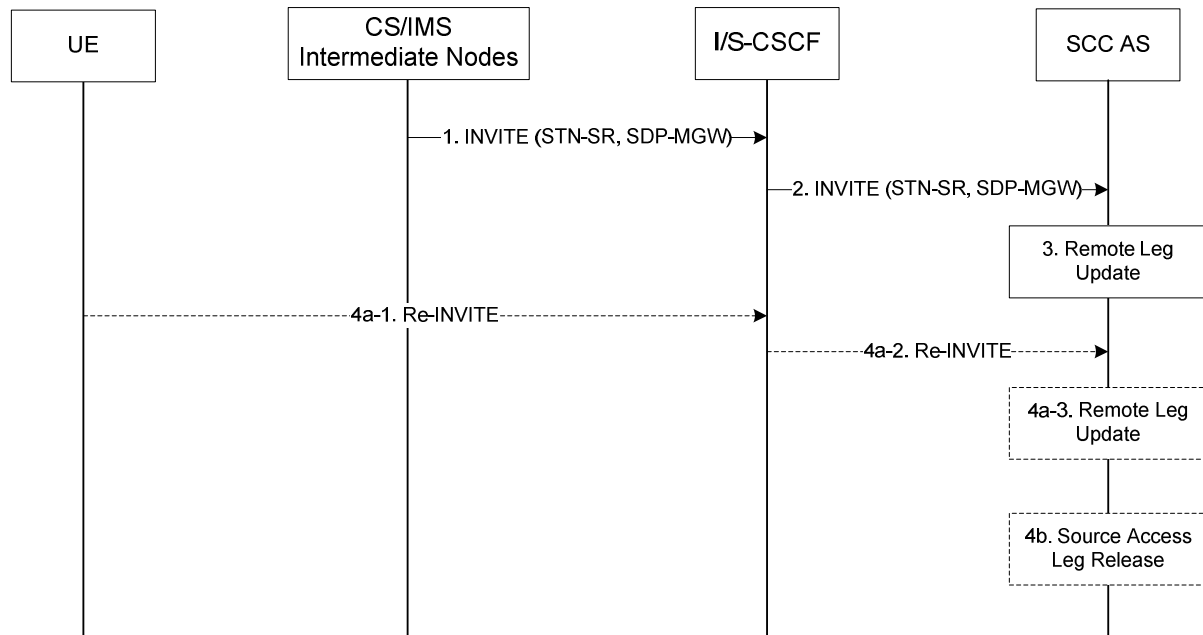 UE
CS/IMS
Intermediate Nodes
I/S-CSCF
SCC AS
1. INVITE (STN-SR, SDP-MGW)
2. INVITE (STN-SR, SDP-MGW)
3. Remote Leg
Update
4a-1. Re-INVITE
4a-2. Re-INVITE
4a-3. Remote Leg
Update
4b. Source Access
Leg Release